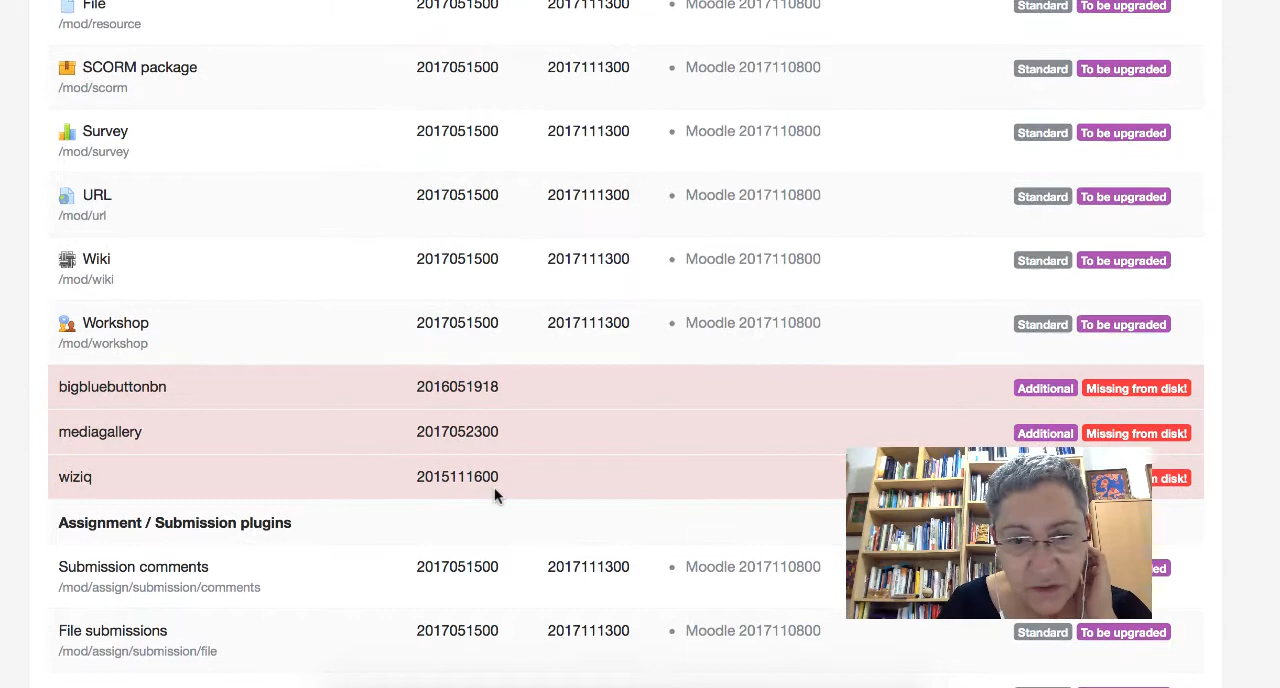 File 2017051500 2017111300 • Moodle 2017110800 Standard To be upgraded
/mod/resource
SCORM package 2017051500 2017111300 • Moodle 2017110800 Standard To be upgraded
/mod/scorm
Survey 2017051500 2017111300 • Moodle 2017110800 Standard To be upgraded
/mod/survey
URL 2017051500 2017111300 • Moodle 2017110800 Standard To be upgraded
/mod/url
Wiki 2017051500 2017111300 • Moodle 2017110800 Standard To be upgraded
/mod/wiki
Workshop 2017051500 2017111300 • Moodle 2017110800 Standard To be upgraded
/mod/workshop
bigbluebuttonbn 2016051918 Additional Missing from disk!
mediagallery 2017052300 Additional Missing from disk!
wiziq 2015111600 disk!
Assignment / Submission plugins
Submission comments 2017051500 2017111300 • Moodle 2017110800 ed
/mod/assign/submission/comments
File submissions 2017051500 2017111300 • Moodle 2017110800 Standard To be upgraded
/mod/assign/submission/file